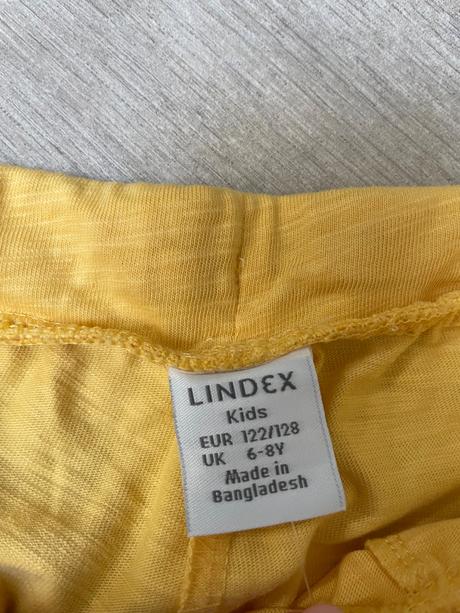 LINDEX
Kids
EUR 122/128
UK 6-8Y
Made in
Bangladesh